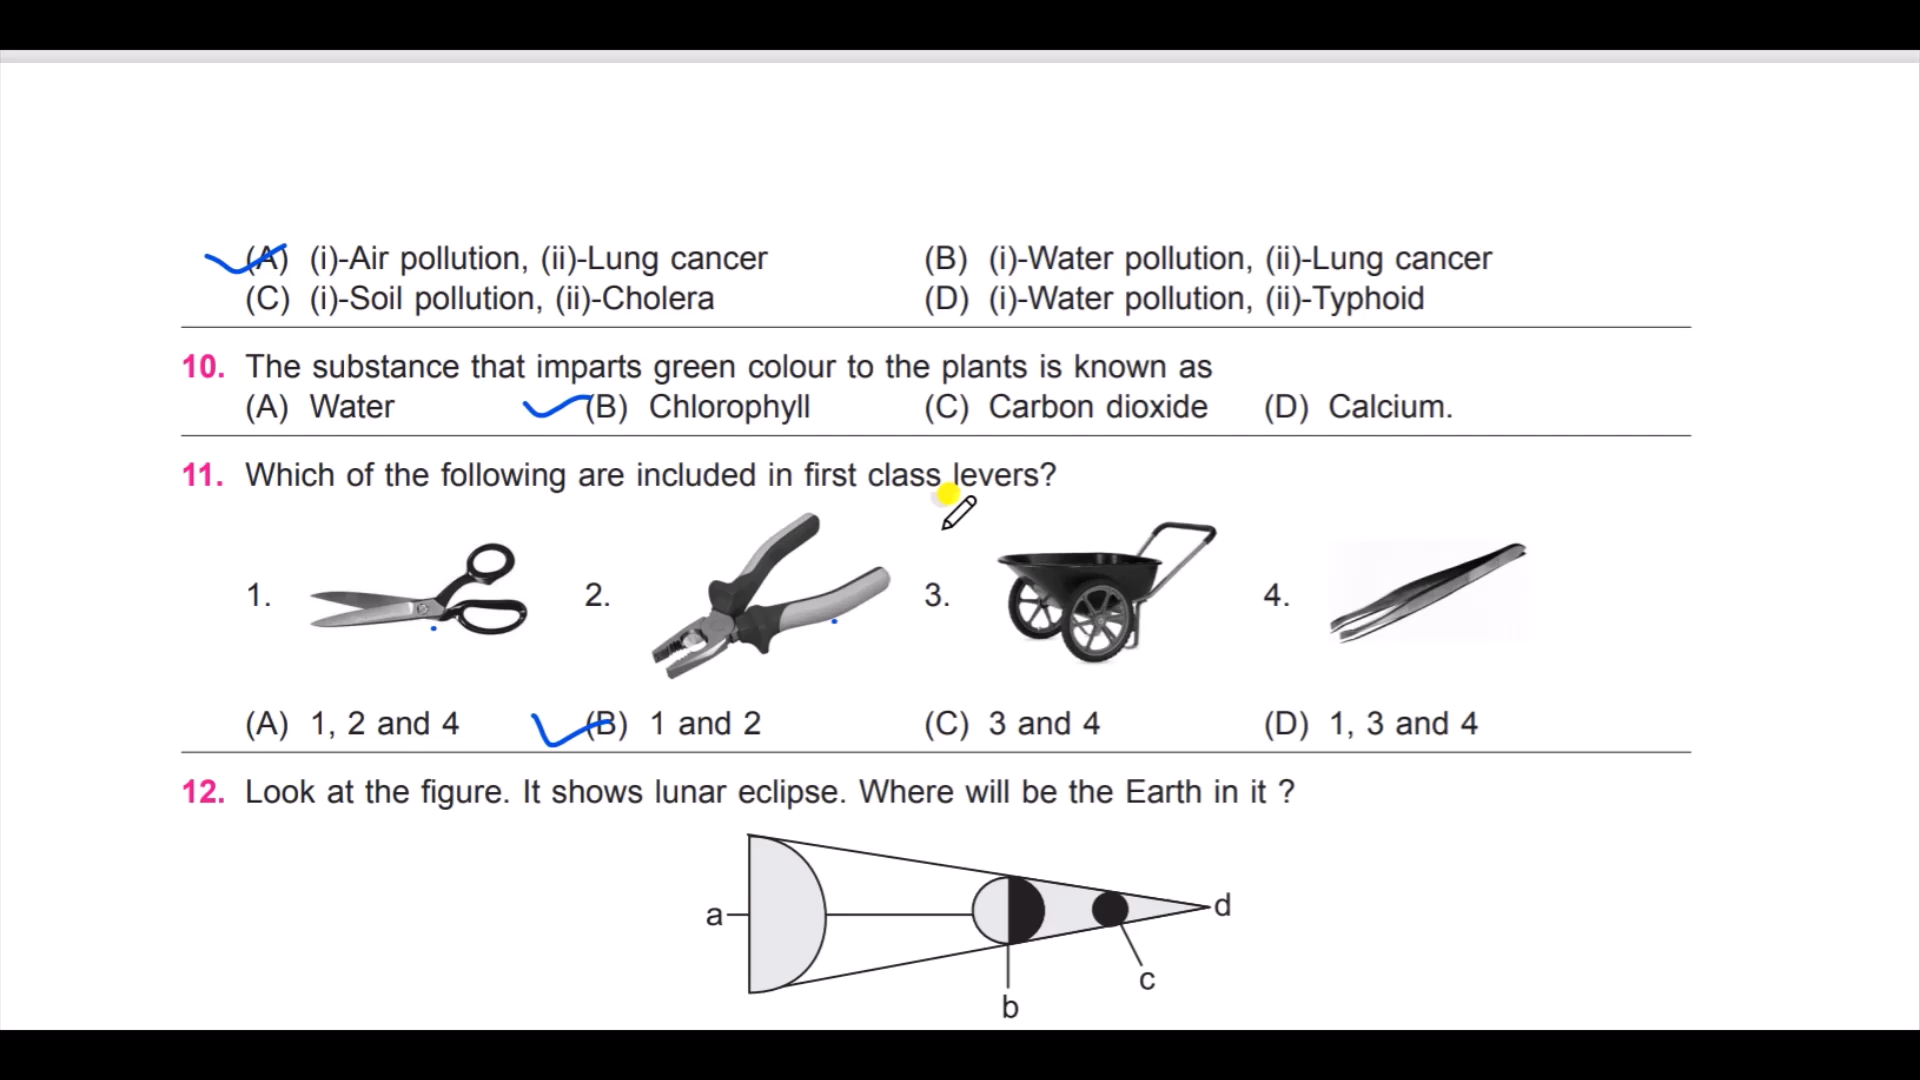 (A) (i)-Air pollution, (ii)-Lung cancer (B) (i)-Water pollution, (ii)-Lung cancer
(C) (i)-Soil pollution, (ii)-Cholera (D) (i)-Water pollution, (ii)-Typhoid
10. The substance that imparts green colour to the plants is known as
(A) Water (B) Chlorophyll (C) Carbon dioxide (D) Calcium.
11. Which of the following are included in first class levers?
1. 2. 3. 4.
(A) 1, 2 and 4 (B) 1 and 2 (C) 3 and 4 (D) 1, 3 and 4
12. Look at the figure. It shows lunar eclipse. Where will be the Earth in it ?
a d
c
b